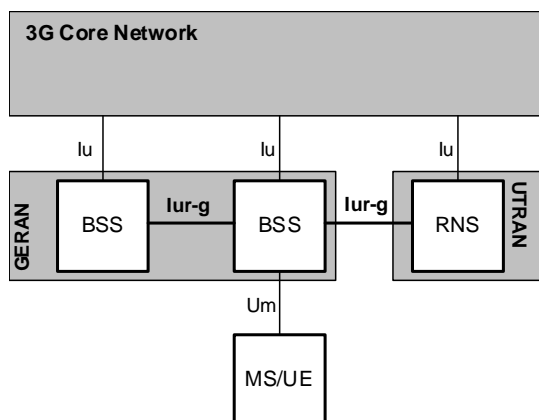 3G Core Network
Iu
Iu
Iu
GERAN
BSS
Iur-g
BSS
Iur-g
RNS
UTRAN
Um
MS/UE